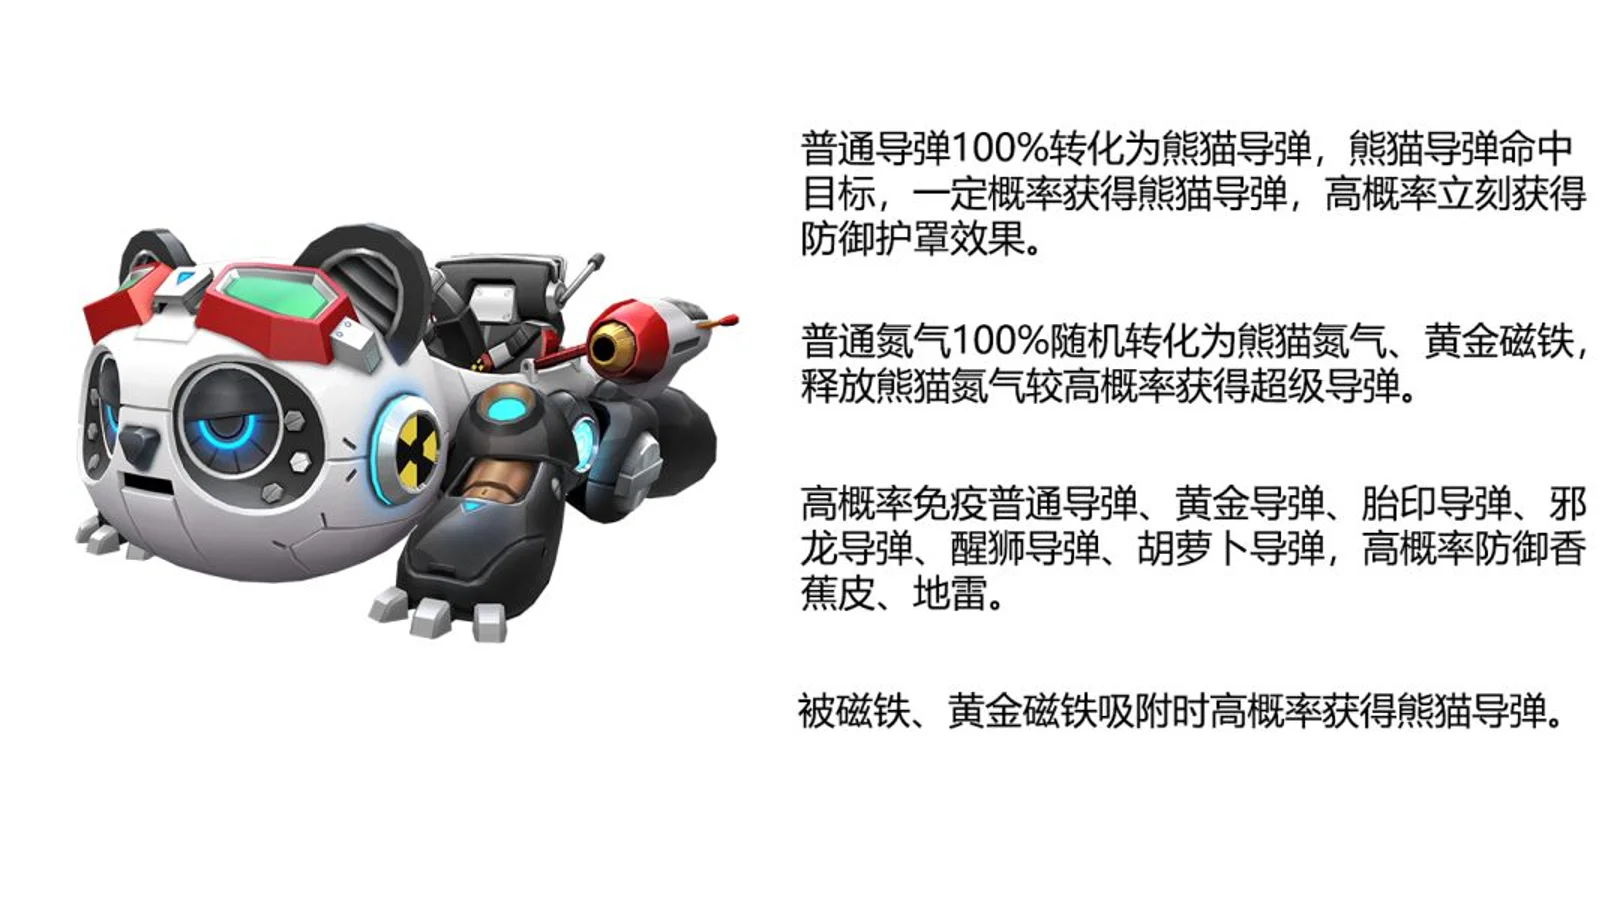 普通导弹100%转化为熊猫导弹，熊猫导弹命中
目标，一定概率获得熊猫导弹，高概率立刻获得
防御护罩效果。
普通氮气100%随机转化为熊猫氮气、黄金磁铁，
释放熊猫氮气较高概率获得超级导弹。
高概率免疫普通导弹、黄金导弹、胎印导弹、邪
龙导弹、醒狮导弹、胡萝卜导弹，高概率防御香
蕉皮、地雷。
被磁铁、黄金磁铁吸附时高概率获得熊猫导弹。